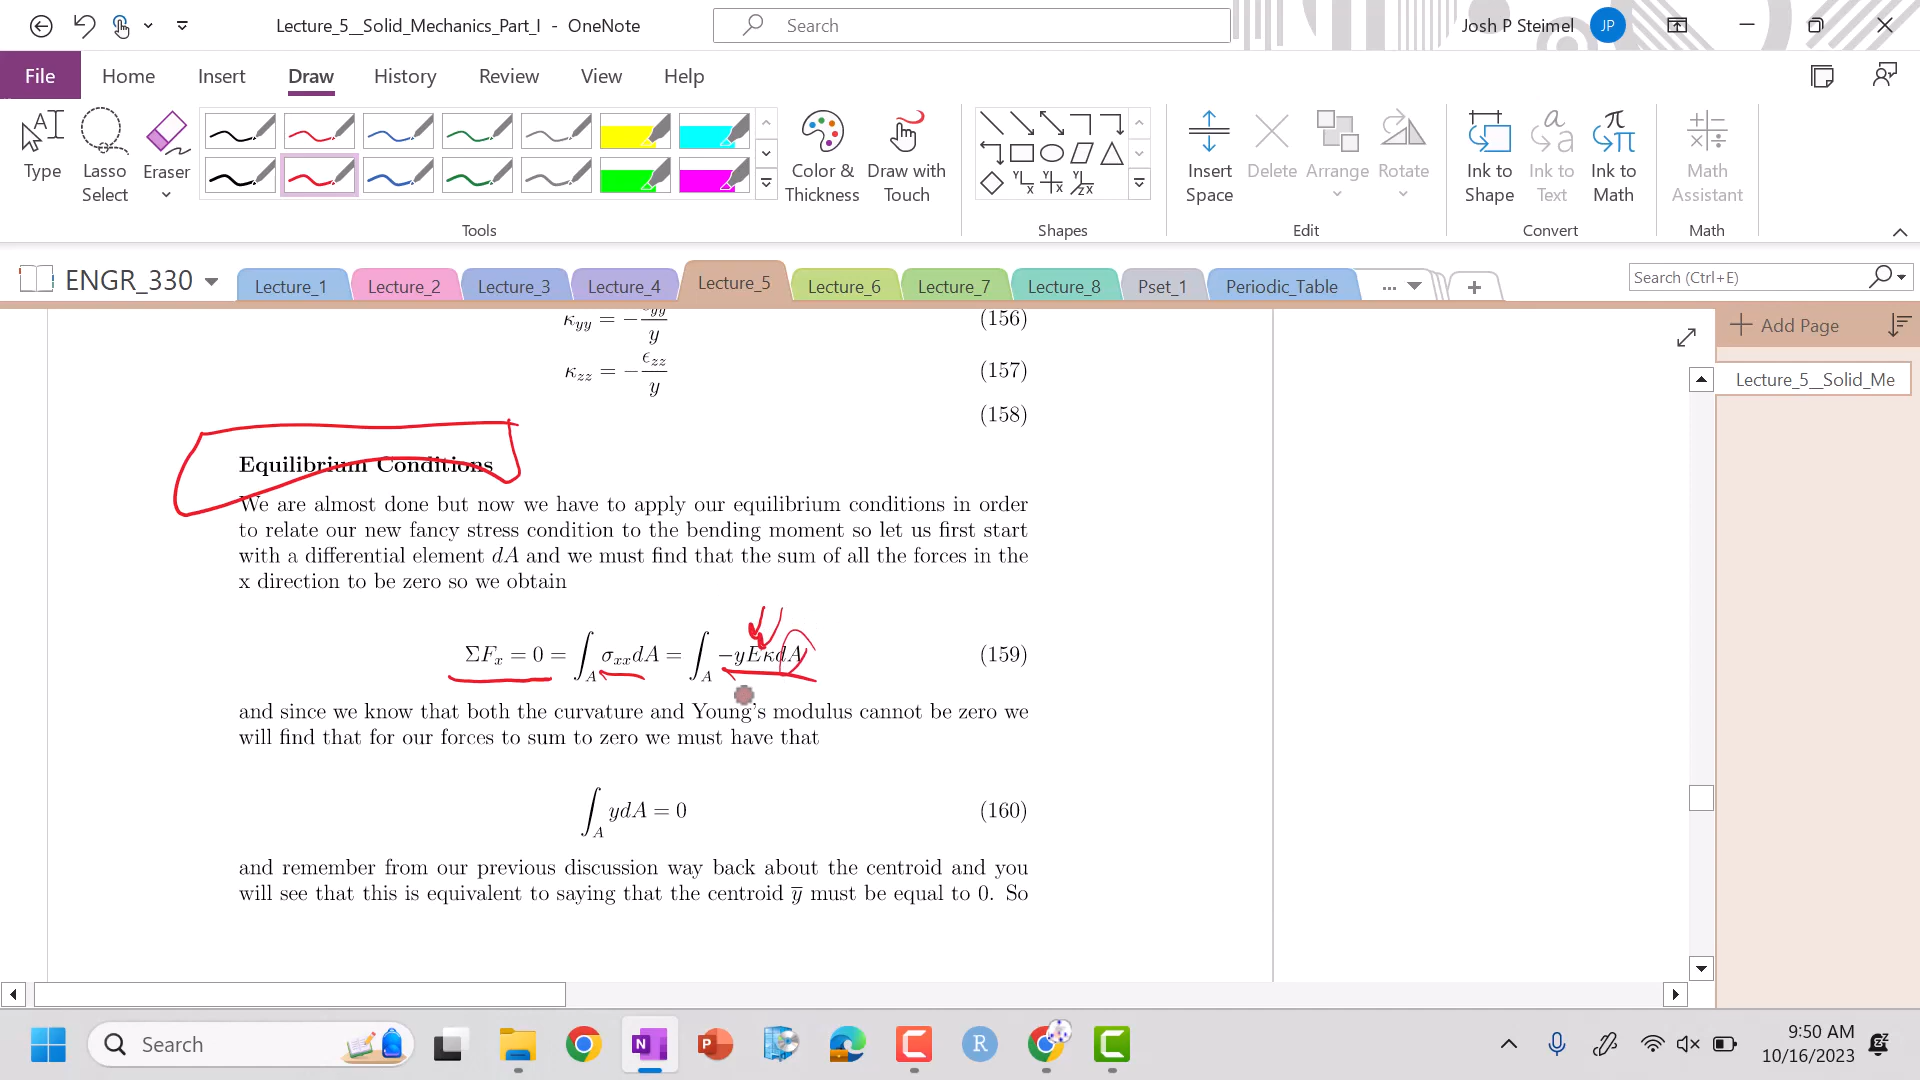 Lecture_5__Solid_Mechanics_Part_I - OneNote
Search
Josh P Steimel
JP
File Home Insert Draw History Review View Help
Type
Lasso Select
Eraser
Color & Thickness
Draw with Touch
Insert Space
Delete
Arrange
Rotate
Ink to Shape
Ink to Text
Ink to Math
Math Assistant
Tools Shapes Edit Convert Math
ENGR_330
Lecture_1 Lecture_2 Lecture_3 Lecture_4 Lecture_5 Lecture_6 Lecture_7 Lecture_8 Pset_1 Periodic_Table ...
Search (Ctrl+E)
Add Page
Lecture_5__Solid_Me
κyy = − ϵyy / y (156)
κzz = − ϵzz / y (157)
(158)
Equilibrium Conditions
We are almost done but now we have to apply our equilibrium conditions in order
to relate our new fancy stress condition to the bending moment so let us first start
with a differential element dA and we must find that the sum of all the forces in the
x direction to be zero so we obtain
ΣFx = 0 = ∫A σxxdA = ∫A −yEκdA (159)
and since we know that both the curvature and Young's modulus cannot be zero we
will find that for our forces to sum to zero we must have that
∫A ydA = 0 (160)
and remember from our previous discussion way back about the centroid and you
will see that this is equivalent to saying that the centroid y̅ must be equal to 0. So
Search
9:50 AM
10/16/2023